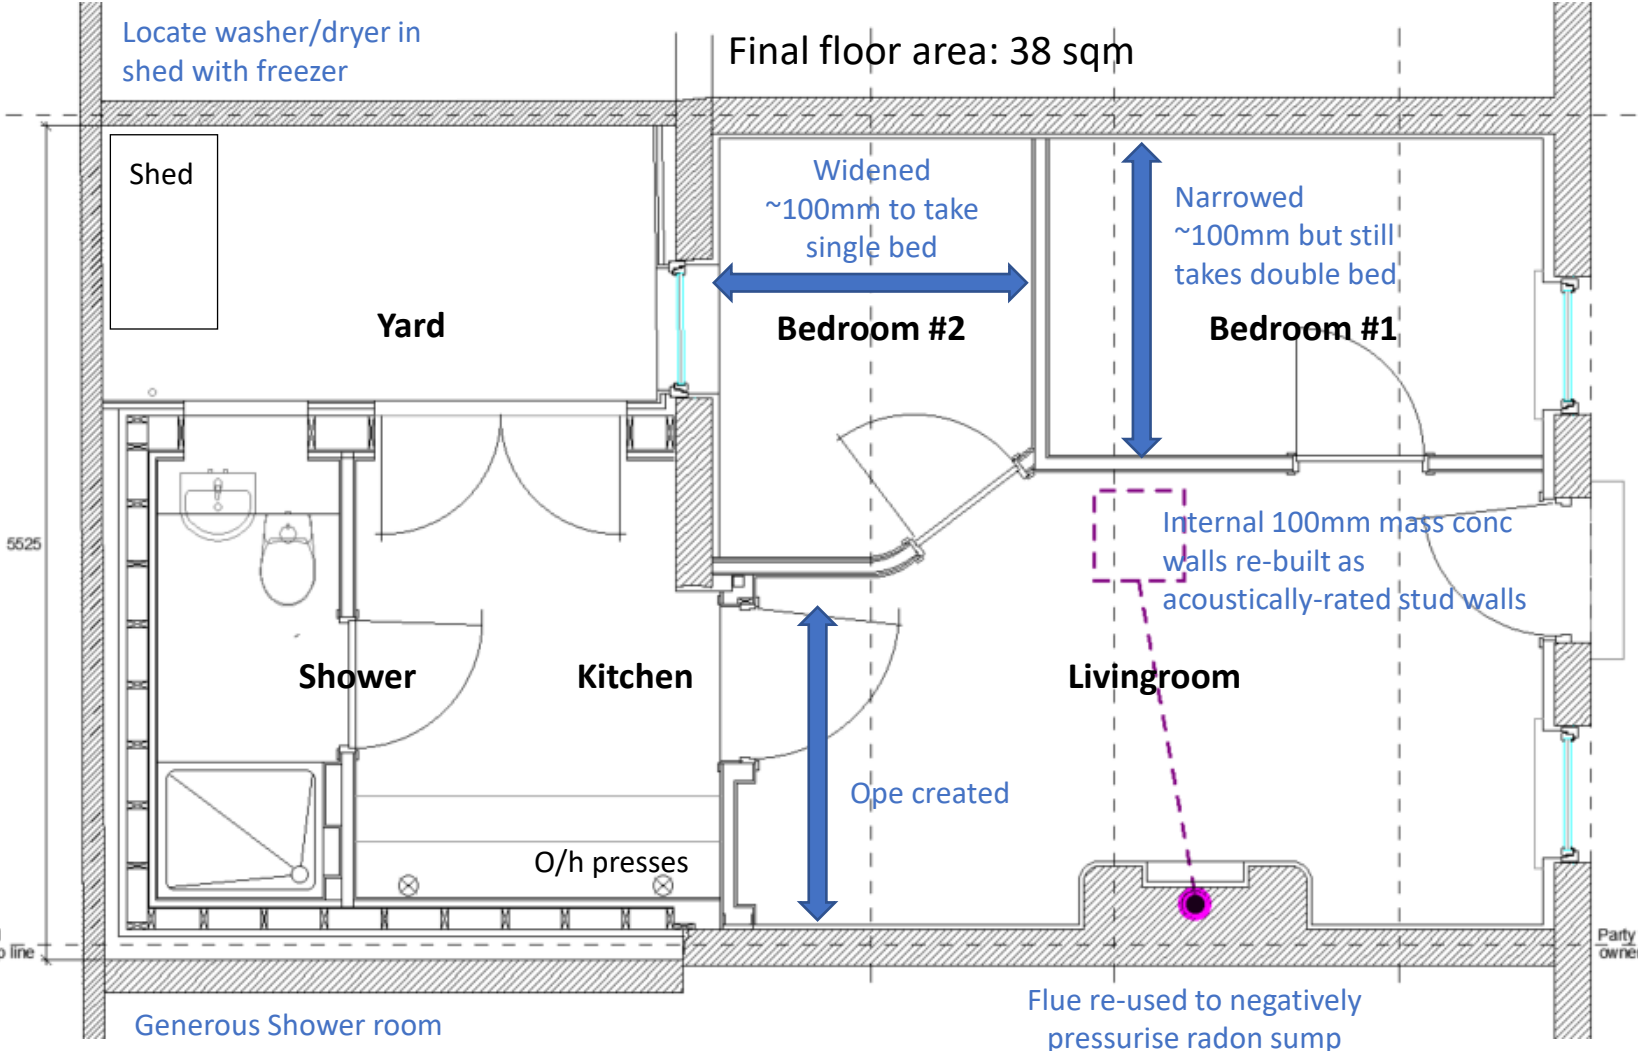 Locate washer/dryer in
shed with freezer
Final floor area: 38 sqm
Shed
Widened
~100mm to take
single bed
Narrowed
~100mm but still
takes double bed
Yard
Bedroom #2
Bedroom #1
5525
Internal 100mm mass conc
walls re-built as
acoustically-rated stud walls
Shower
Kitchen
Livingroom
Ope created
O/h presses
line
Party
Generous Shower room
Flue re-used to negatively
pressurise radon sump